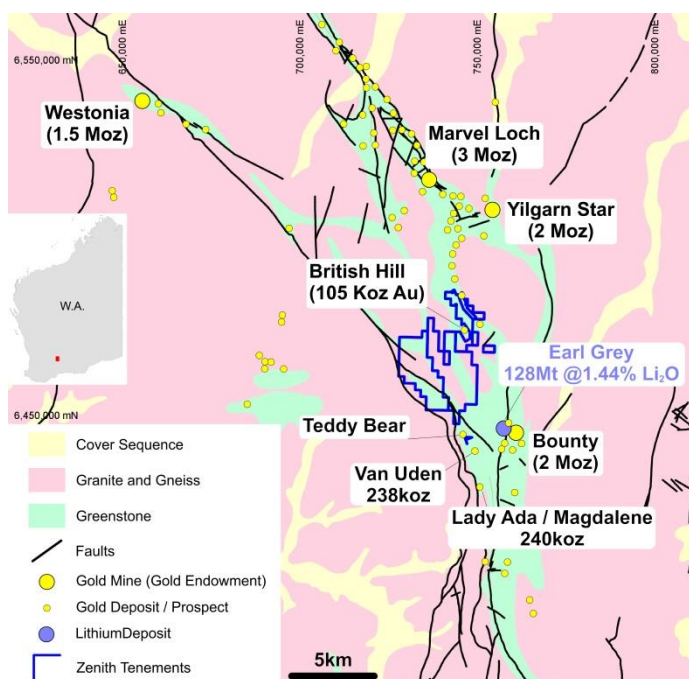 650,000 mE
700,000 mE
750,000 mE
800,000 mE
6,550,000 mN
Westonia
(1.5 Moz)
Marvel Loch
(3 Moz)
Yilgarn Star
(2 Moz)
British Hill
(105 Koz Au)
W.A.
Earl Grey
128Mt @1.44% Li₂O
6,450,000 mN
Teddy Bear
Bounty
(2 Moz)
Van Uden
238koz
Lady Ada / Magdalene
240koz
Cover Sequence
Granite and Gneiss
Greenstone
Faults
Gold Mine (Gold Endowment)
Gold Deposit / Prospect
LithiumDeposit
Zenith Tenements
5km